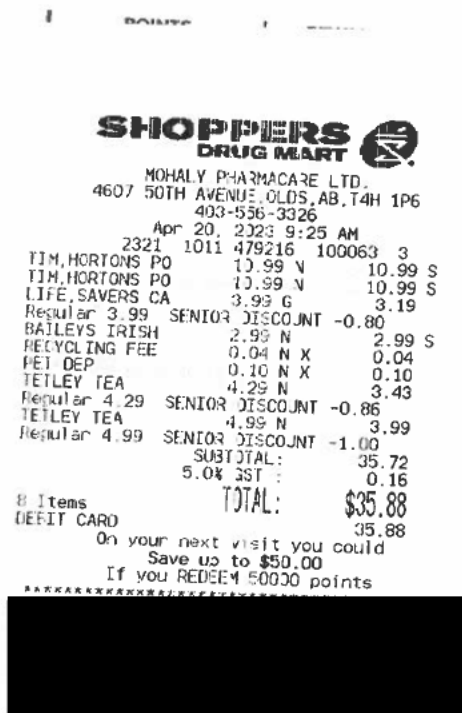 POINTS
SHOPPERS
DRUG MART
MOHALY PHARMACARE LTD.
4607 50TH AVENUE,OLDS,AB,T4H 1P6
403-556-3326
Apr 20, 2023 9:25 AM
2321 1011 479216 100063 3
TIM,HORTONS PO 10.99 N 10.99 S
TIM,HORTONS PO 10.99 N 10.99 S
LIFE,SAVERS CA 3.99 G 3.19
Regular 3.99 SENIOR DISCOUNT -0.80
BAILEYS IRISH 2.99 N 2.99 S
RECYCLING FEE 0.04 N X 0.04
PET DEP 0.10 N X 0.10
TETLEY TEA 4.29 N 3.43
Regular 4.29 SENIOR DISCOUNT -0.86
TETLEY TEA 4.99 N 3.99
Regular 4.99 SENIOR DISCOUNT -1.00
SUBTOTAL: 35.72
5.0% GST : 0.16
8 Items TOTAL: $35.88
DEBIT CARD 35.88
On your next visit you could
Save up to $50.00
If you REDEEM 50000 points